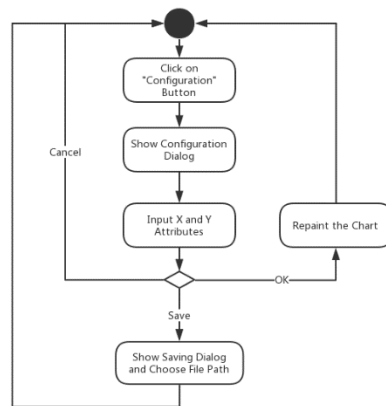 Click on
"Configuration"
Button
Show Configuration
Dialog
Cancel
Input X and Y
Attributes
Repaint the Chart
OK
Save
Show Saving Dialog
and Choose File Path